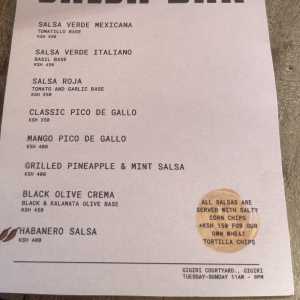 SALSA BAR
SALSA VERDE MEXICANA
TOMATILLO BASE
KSH 400
SALSA VERDE ITALIANO
BASIL BASE
KSH 450
SALSA ROJA
TOMATO AND GARLIC BASE
KSH 350
CLASSIC PICO DE GALLO
KSH 350
MANGO PICO DE GALLO
KSH 400
GRILLED PINEAPPLE & MINT SALSA
KSH 400
BLACK OLIVE CREMA
BLACK & KALAMATA OLIVE BASE
KSH 450
HABANERO SALSA
KSH 400
ALL SALSAS ARE
SERVED WITH SALTY
CORN CHIPS
+KSH 150 FOR OUR
OWN WHEAT
TORTILLA CHIPS
GIGIRI COURTYARD., GIGIRI
TUESDAY-SUNDAY 11AM - 9PM